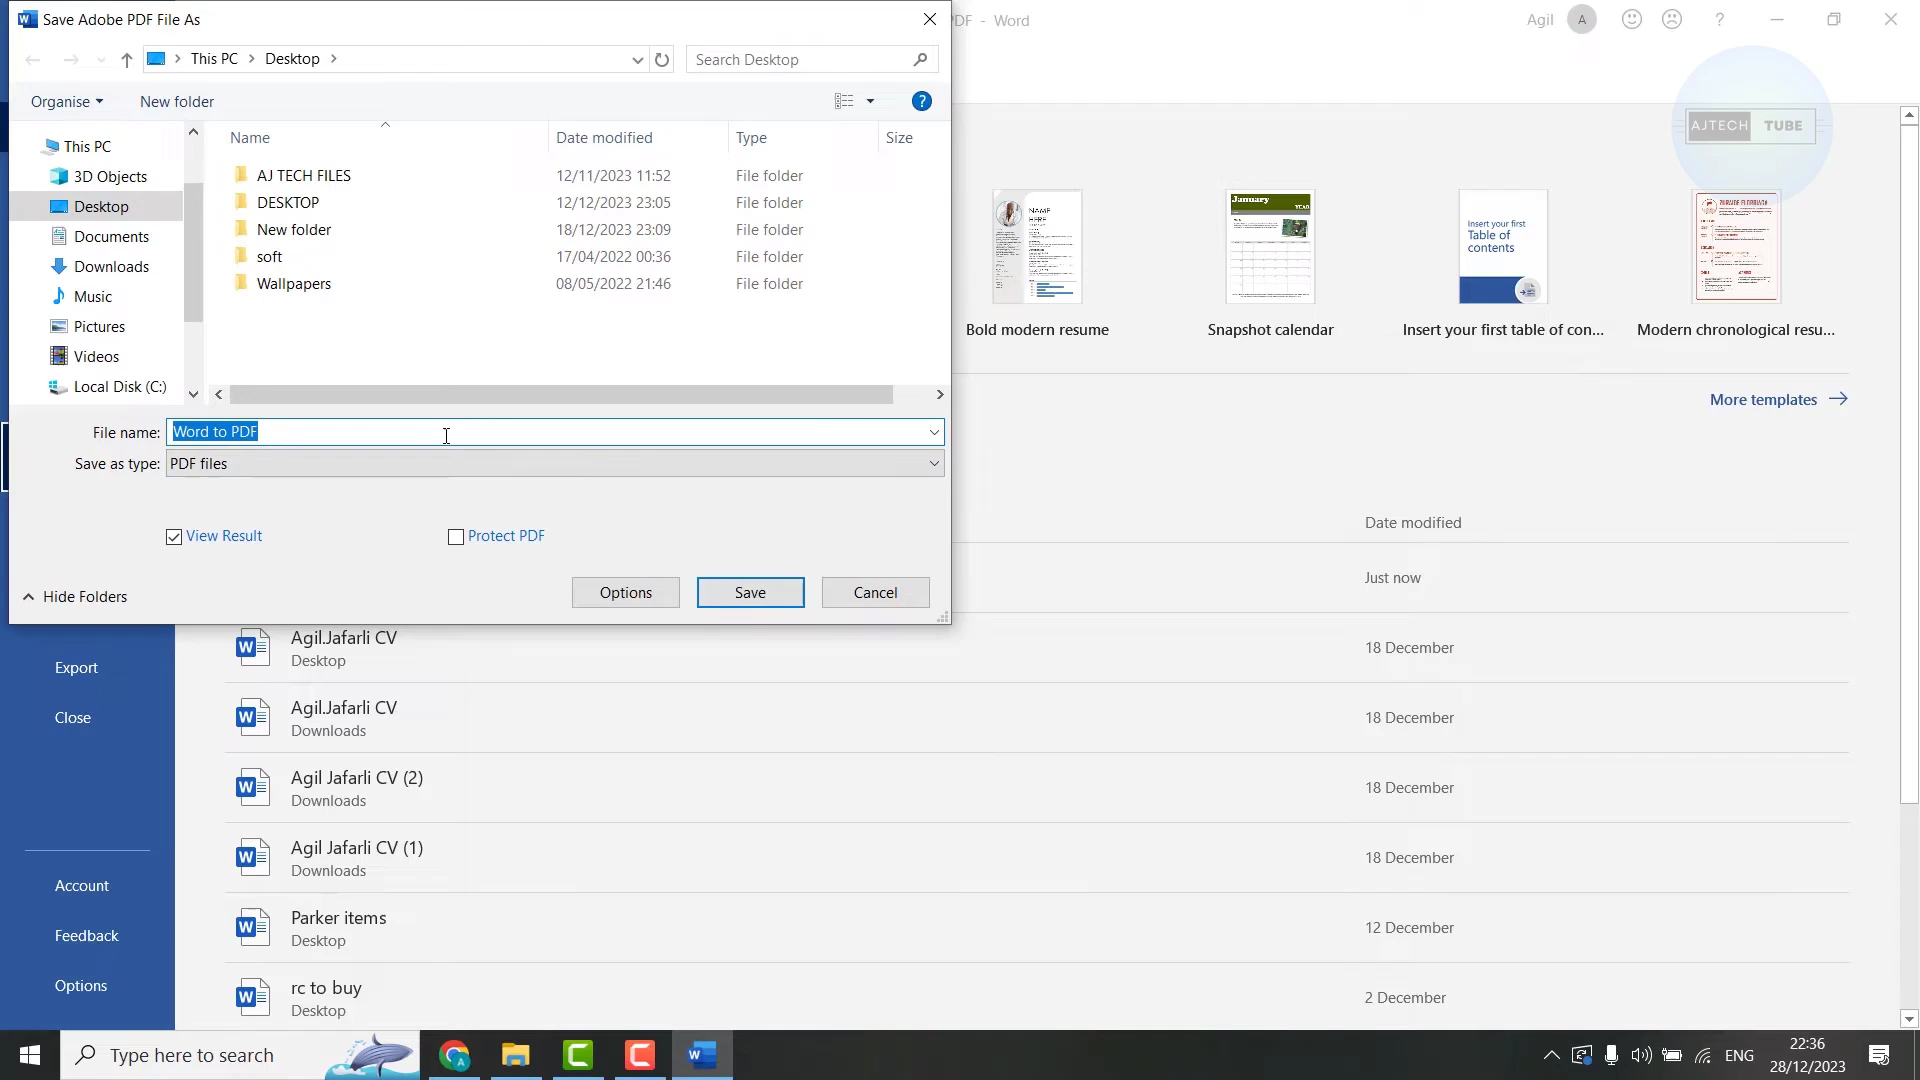 Save Adobe PDF File As
PDF - Word
Agil
A
This PC
Desktop
Search Desktop
Organise
New folder
Name
Date modified
Type
Size
This PC
3D Objects
Desktop
Documents
Downloads
Music
Pictures
Videos
Local Disk (C:)
AJ TECH FILES 12/11/2023 11:52 File folder
DESKTOP 12/12/2023 23:05 File folder
New folder 18/12/2023 23:09 File folder
soft 17/04/2022 00:36 File folder
Wallpapers 08/05/2022 21:46 File folder
File name: Word to PDF
Save as type: PDF files
View Result
Protect PDF
Hide Folders
Options
Save
Cancel
AJTECH TUBE
NAME
HERE
January
YEAR
Insert your first
Table of
contents
Bold modern resume
Snapshot calendar
Insert your first table of con...
Modern chronological resu...
More templates
Date modified
Just now
Export
Close
Account
Feedback
Options
Agil.Jafarli CV
Desktop
18 December
Agil.Jafarli CV
Downloads
18 December
Agil Jafarli CV (2)
Downloads
18 December
Agil Jafarli CV (1)
Downloads
18 December
Parker items
Desktop
12 December
rc to buy
Desktop
2 December
Type here to search
ENG
22:36
28/12/2023